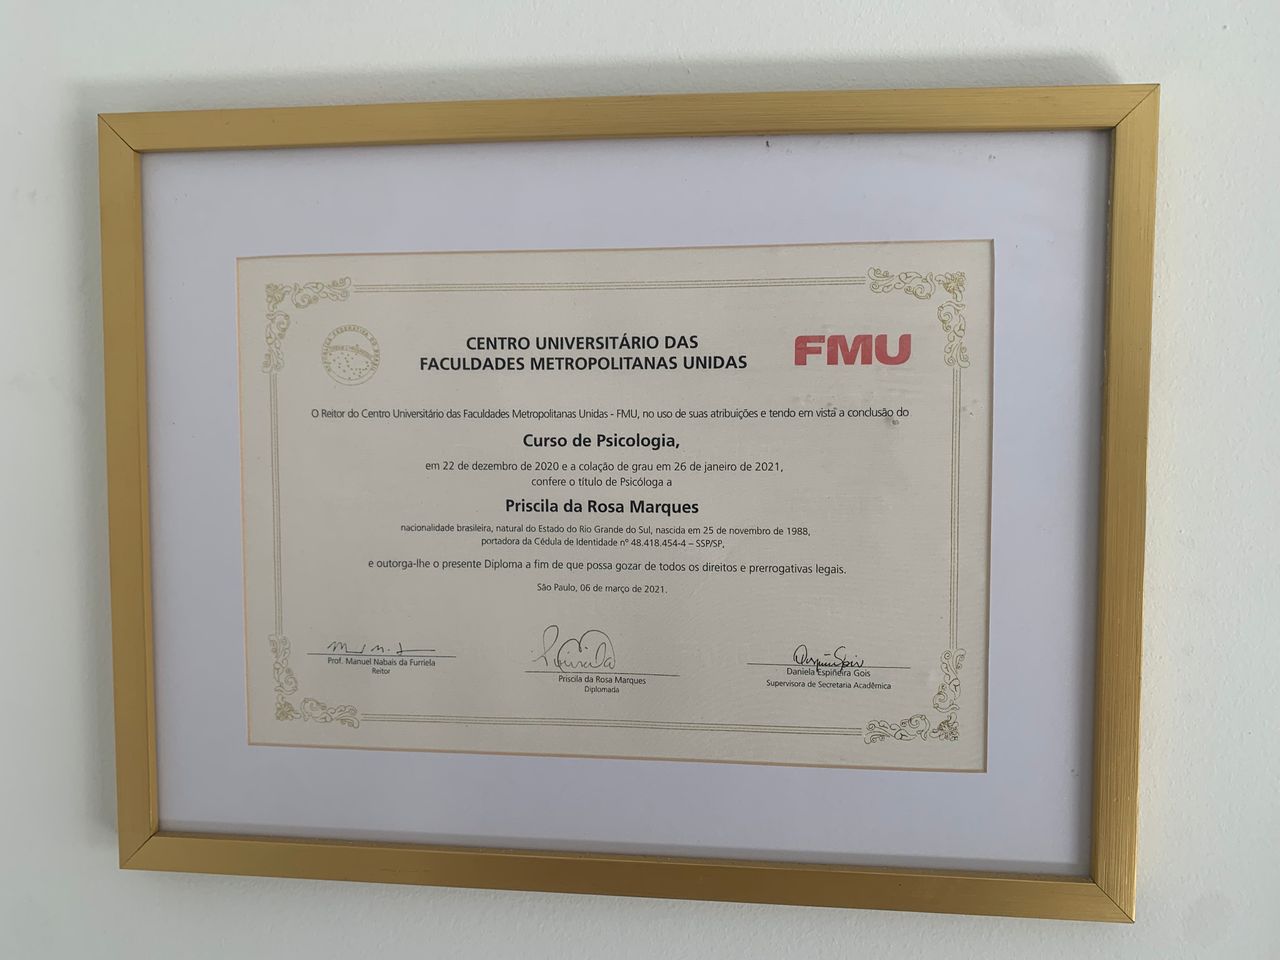 CENTRO UNIVERSITÁRIO DAS
FACULDADES METROPOLITANAS UNIDAS
FMU
O Reitor do Centro Universitário das Faculdades Metropolitanas Unidas - FMU, no uso de suas atribuições e tendo em vista a conclusão do
Curso de Psicologia,
em 22 de dezembro de 2020 e a colação de grau em 26 de janeiro de 2021,
confere o título de Psicóloga a
Priscila da Rosa Marques
nacionalidade brasileira, natural do Estado do Rio Grande do Sul, nascida em 25 de novembro de 1988,
portadora da Cédula de Identidade nº 48.418.454-4 – SSP/SP,
e outorga-lhe o presente Diploma a fim de que possa gozar de todos os direitos e prerrogativas legais.
São Paulo, 06 de março de 2021.
Prof. Manuel Nabais da Furriela
Reitor
Priscila da Rosa Marques
Diplomada
Daniela Espiñeira Gois
Supervisora de Secretaria Acadêmica